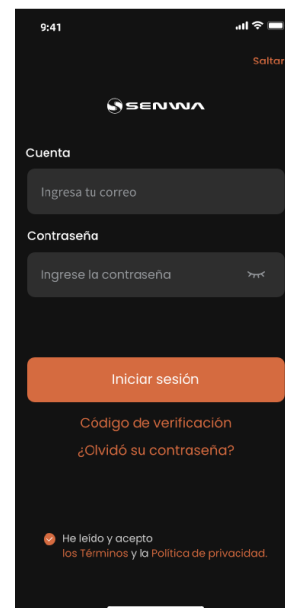 9:41
Saltar
SENWA
Cuenta
Ingresa tu correo
Contraseña
Ingrese la contraseña
Iniciar sesión
Código de verificación
¿Olvidó su contraseña?
He leído y acepto
los Términos y la Política de privacidad.